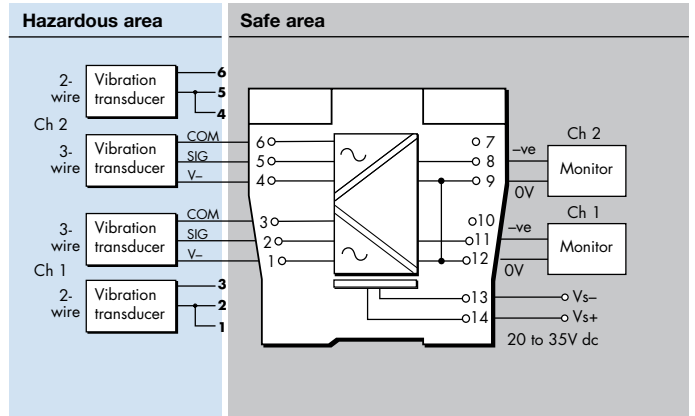 Hazardous area
Safe area
2-
wire
Vibration
transducer
6
5
4
Ch 2
3-
wire
Vibration
transducer
COM
SIG
V–
6
5
4
7
8
9
–ve
0V
Ch 2
Monitor
3-
wire
Vibration
transducer
COM
SIG
V–
3
2
1
10
11
12
–ve
0V
Ch 1
Monitor
Ch 1
2-
wire
Vibration
transducer
3
2
1
13
14
Vs–
Vs+
20 to 35V dc